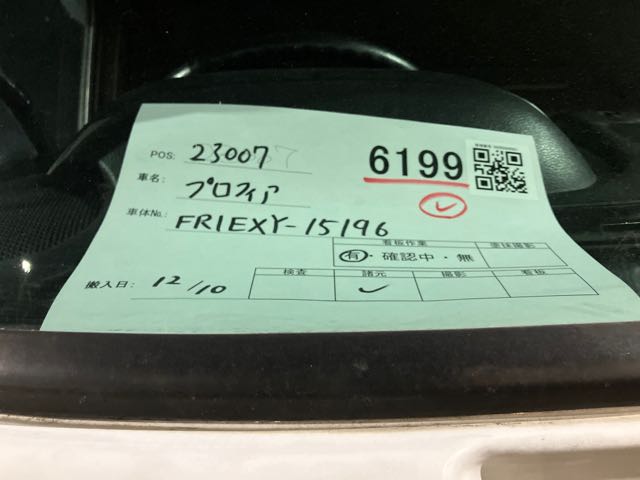 POS: 23007
6199
車名: プロフィア
車体No.: FR1EXY-15196
看板作業 塗抹撮影
有・確認中・無
搬入日: 12/10
検査 諸元 撮影 看板